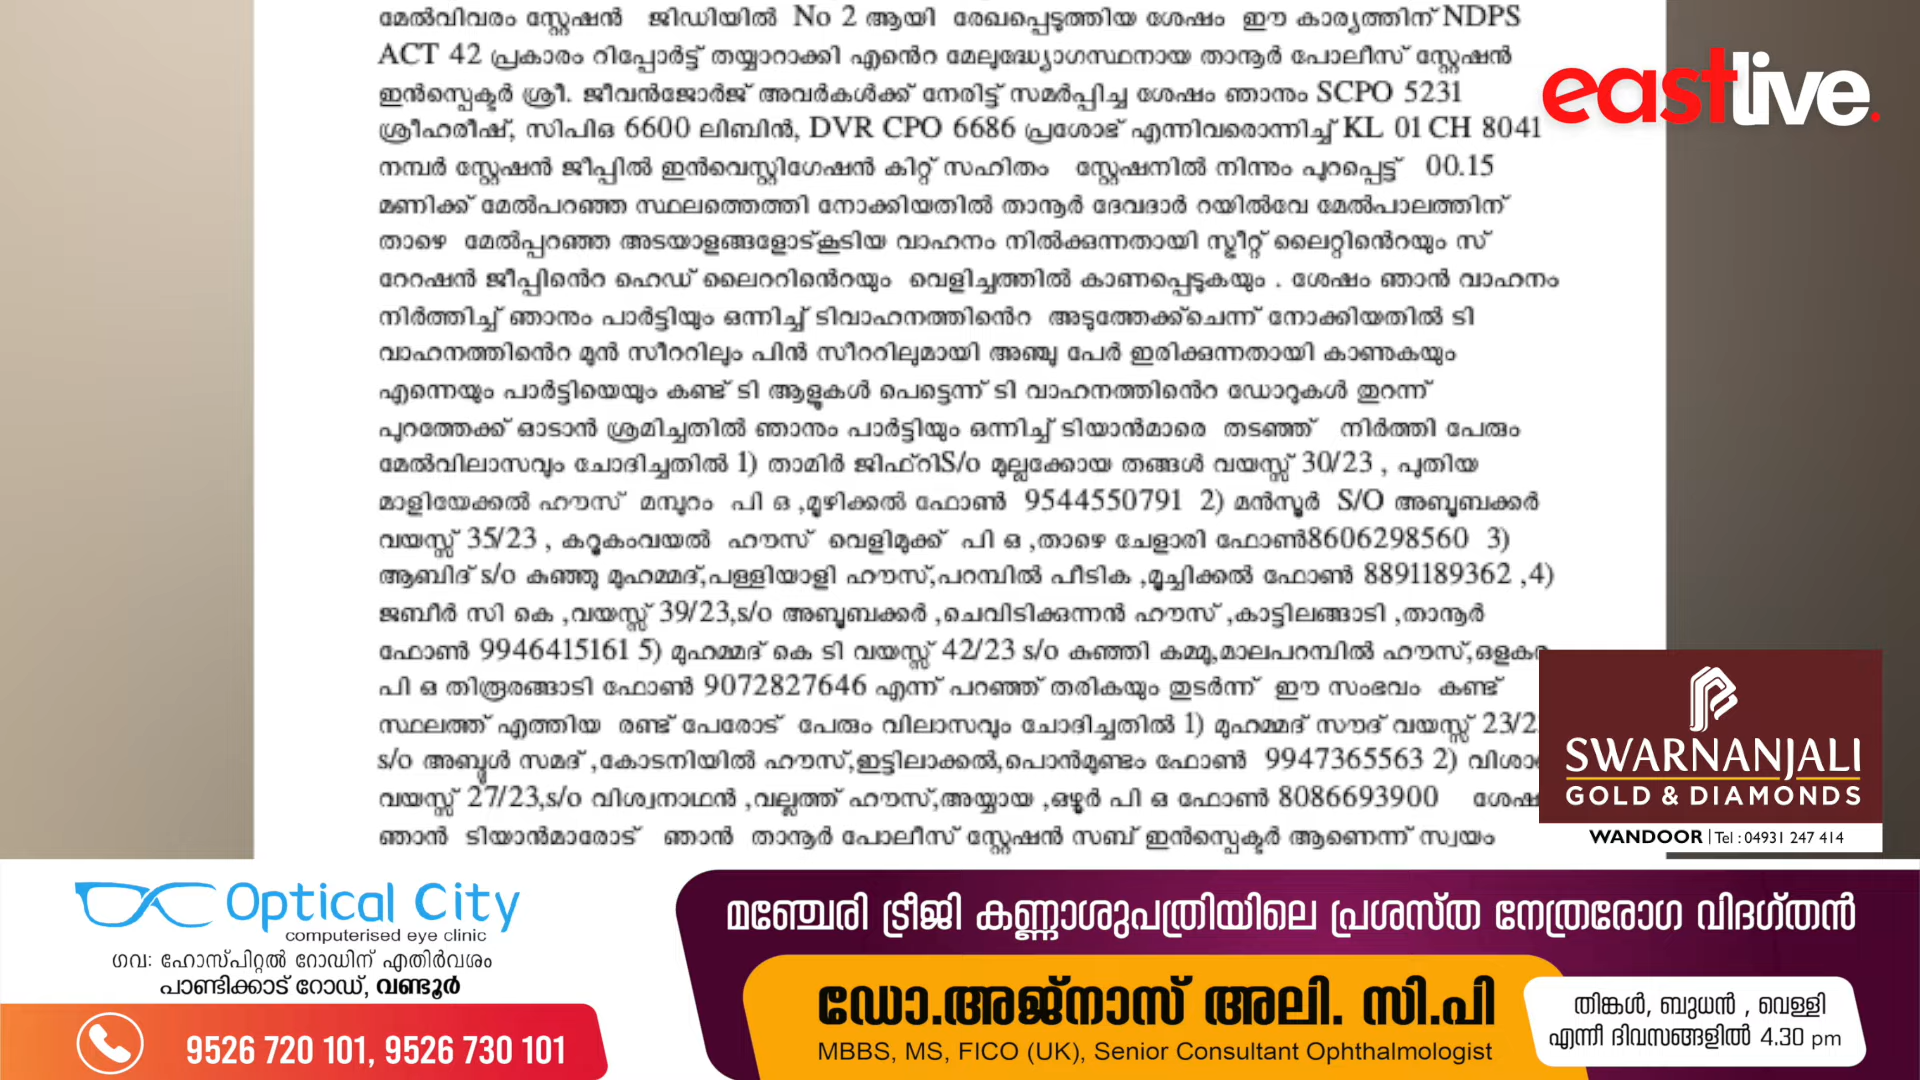 മേൽവിവരം സ്റ്റേഷൻ ജിഡിയിൽ No 2 ആയി രേഖപ്പെടുത്തിയ ശേഷം ഈ കാര്യത്തിന് NDPS
ACT 42 പ്രകാരം റിപ്പോർട്ട് തയ്യാറാക്കി എൻെറ മേലുദ്ധ്യോഗസ്ഥനായ താനൂർ പോലീസ് സ്റ്റേഷൻ
ഇൻസ്പെക്ടർ ശ്രീ. ജീവൻജോർജ് അവർകൾക്ക് നേരിട്ട് സമർപ്പിച്ച ശേഷം ഞാനും SCPO 5231
ശ്രീഹരീഷ്, സിപിഒ 6600 ലിബിൻ, DVR CPO 6686 പ്രശോഭ് എന്നിവരൊന്നിച്ച് KL 01 CH 8041
നമ്പർ സ്റ്റേഷൻ ജീപ്പിൽ ഇൻവെസ്റ്റിഗേഷൻ കിറ്റ് സഹിതം സ്റ്റേഷനിൽ നിന്നും പുറപ്പെട്ട് 00.15
മണിക്ക് മേൽപറഞ്ഞ സ്ഥലത്തെത്തി നോക്കിയതിൽ താനൂർ ദേവദാർ റയിൽവേ മേൽപാലത്തിന്
താഴെ മേൽപ്പറഞ്ഞ അടയാളങ്ങളോട്കൂടിയ വാഹനം നിൽക്കുന്നതായി സ്ട്രീറ്റ് ലൈറ്റിൻെറയും സ്
റേറഷൻ ജീപ്പിൻെറ ഹെഡ് ലൈററിൻെറയും വെളിച്ചത്തിൽ കാണപ്പെടുകയും . ശേഷം ഞാൻ വാഹനം
നിർത്തിച്ച് ഞാനും പാർട്ടിയും ഒന്നിച്ച് ടിവാഹനത്തിൻെറ അടുത്തേക്ക്ചെന്ന് നോക്കിയതിൽ ടി
വാഹനത്തിൻെറ മുൻ സീററിലും പിൻ സീററിലുമായി അഞ്ചു പേർ ഇരിക്കുന്നതായി കാണുകയും
എന്നെയും പാർട്ടിയെയും കണ്ട് ടി ആളുകൾ പെട്ടെന്ന് ടി വാഹനത്തിൻെറ ഡോറുകൾ തുറന്ന്
പുറത്തേക്ക് ഓടാൻ ശ്രമിച്ചതിൽ ഞാനും പാർട്ടിയും ഒന്നിച്ച് ടിയാൻമാരെ തടഞ്ഞ് നിർത്തി പേരും
മേൽവിലാസവും ചോദിച്ചതിൽ 1) താമിർ ജിഫ്റിS/o മുല്ലക്കോയ തങ്ങൾ വയസ്സ് 30/23 , പുതിയ
മാളിയേക്കൽ ഹൗസ് മമ്പുറം പി ഒ ,മൂഴിക്കൽ ഫോൺ 9544550791 2) മൻസൂർ S/O അബൂബക്കർ
വയസ്സ് 35/23 , കറുകംവയൽ ഹൗസ് വെളിമുക്ക് പി ഒ ,താഴെ ചേളാരി ഫോൺ8606298560 3)
ആബിദ് s/o കുഞ്ഞു മുഹമ്മദ്,പള്ളിയാളി ഹൗസ്,പറമ്പിൽ പീടിക ,മൂച്ചിക്കൽ ഫോൺ 8891189362 ,4)
ജബീർ സി കെ ,വയസ്സ് 39/23,s/o അബൂബക്കർ ,ചെവിടിക്കുന്നൻ ഹൗസ് ,കാട്ടിലങ്ങാടി ,താനൂർ
ഫോൺ 9946415161 5) മുഹമ്മദ് കെ ടി വയസ്സ് 42/23 s/o കുഞ്ഞി കമ്മു,മാലപറമ്പിൽ ഹൗസ്,ഒളകര
പി ഒ തിരൂരങ്ങാടി ഫോൺ 9072827646 എന്ന് പറഞ്ഞ് തരികയും തുടർന്ന് ഈ സംഭവം കണ്ട്
സ്ഥലത്ത് എത്തിയ രണ്ട് പേരോട് പേരും വിലാസവും ചോദിച്ചതിൽ 1) മുഹമ്മദ് സൗദ് വയസ്സ് 23/2
s/o അബ്ദുൾ സമദ് ,കോടനിയിൽ ഹൗസ്,ഇട്ടിലാക്കൽ,പൊൻമുണ്ടം ഫോൺ 9947365563 2)
വയസ്സ് 27/23,s/o വിശ്വനാഥൻ ,വല്ലത്ത് ഹൗസ്,അയ്യായ ,ഒഴൂർ പി ഒ ഫോൺ 8086693900
ഞാൻ ടിയാൻമാരോട് ഞാൻ താനൂർ പോലീസ് സ്റ്റേഷൻ സബ് ഇൻസ്പെക്ടർ ആണെന്ന് സ്വയം
eastlive.
SWARNANJALI
GOLD & DIAMONDS
WANDOOR | Tel : 04931 247 414
Optical City
computerised eye clinic
ഗവ: ഹോസ്പിറ്റൽ റോഡിന് എതിർവശം
പാണ്ടിക്കാട് റോഡ്, വണ്ടൂർ
9526 720 101, 9526 730 101
മഞ്ചേരി ട്രീജി കണ്ണാശുപത്രിയിലെ പ്രശസ്ത നേത്രരോഗ വിദഗ്തൻ
ഡോ.അജ്നാസ് അലി. സി.പി
MBBS, MS, FICO (UK), Senior Consultant Ophthalmologist
തിങ്കൾ, ബുധൻ , വെള്ളി
എന്നീ ദിവസങ്ങളിൽ 4.30 pm